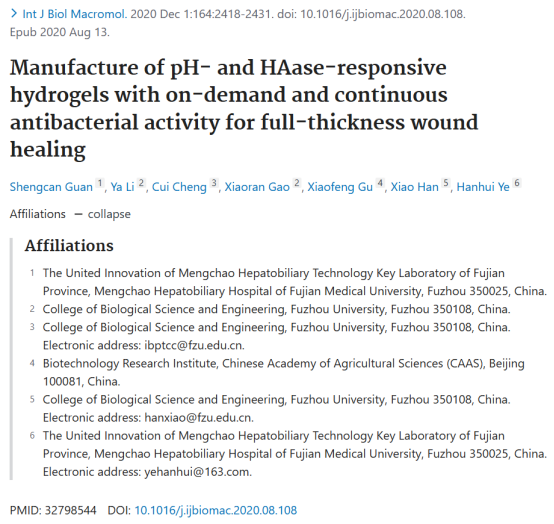 > Int J Biol Macromol. 2020 Dec 1:164:2418-2431. doi: 10.1016/j.ijbiomac.2020.08.108.
Epub 2020 Aug 13.
Manufacture of pH- and HAase-responsive
hydrogels with on-demand and continuous
antibacterial activity for full-thickness wound
healing
Shengcan Guan 1, Ya Li 2, Cui Cheng 3, Xiaoran Gao 2, Xiaofeng Gu 4, Xiao Han 5, Hanhui Ye 6
Affiliations − collapse
Affiliations
1 The United Innovation of Mengchao Hepatobiliary Technology Key Laboratory of Fujian
Province, Mengchao Hepatobiliary Hospital of Fujian Medical University, Fuzhou 350025, China.
2 College of Biological Science and Engineering, Fuzhou University, Fuzhou 350108, China.
3 College of Biological Science and Engineering, Fuzhou University, Fuzhou 350108, China.
Electronic address: ibptcc@fzu.edu.cn.
4 Biotechnology Research Institute, Chinese Academy of Agricultural Sciences (CAAS), Beijing
100081, China.
5 College of Biological Science and Engineering, Fuzhou University, Fuzhou 350108, China.
Electronic address: hanxiao@fzu.edu.cn.
6 The United Innovation of Mengchao Hepatobiliary Technology Key Laboratory of Fujian
Province, Mengchao Hepatobiliary Hospital of Fujian Medical University, Fuzhou 350025, China.
Electronic address: yehanhui@163.com.
PMID: 32798544 DOI: 10.1016/j.ijbiomac.2020.08.108